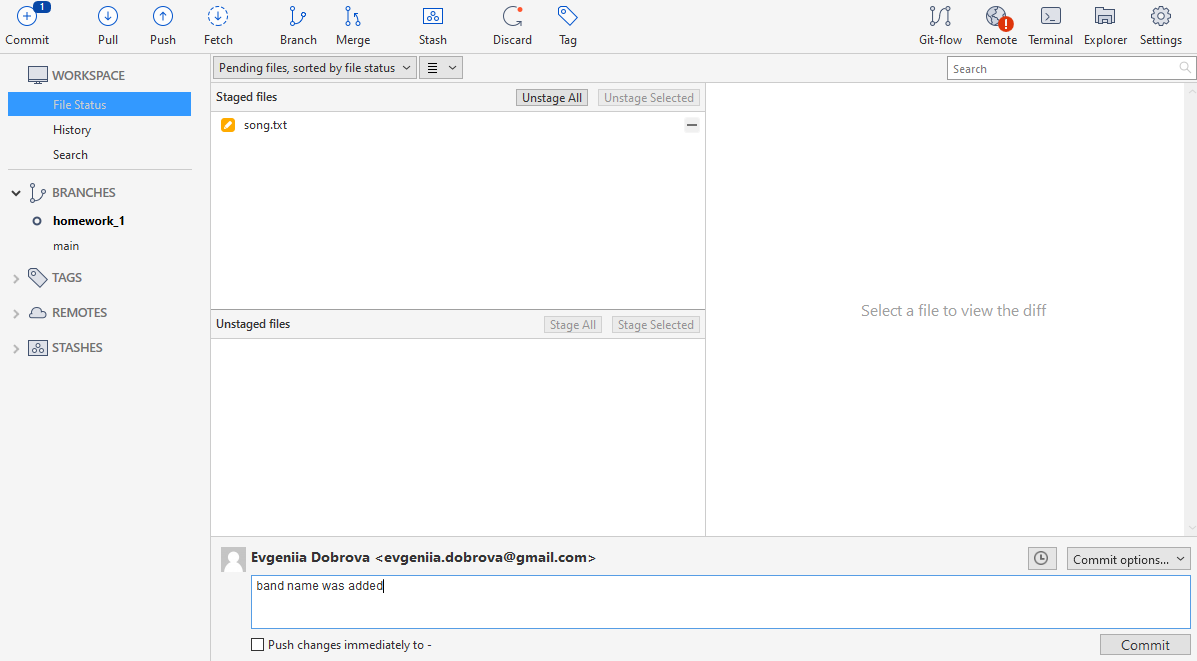 1
Commit Pull Push Fetch Branch Merge Stash Discard Tag Git-flow Remote Terminal Explorer Settings
WORKSPACE
File Status
History
Search
BRANCHES
homework_1
main
TAGS
REMOTES
STASHES
Pending files, sorted by file status
Search
Staged files Unstage All Unstage Selected
song.txt
Unstaged files Stage All Stage Selected
Select a file to view the diff
Evgeniia Dobrova <evgeniia.dobrova@gmail.com>
Commit options...
band name was added
Push changes immediately to -
Commit